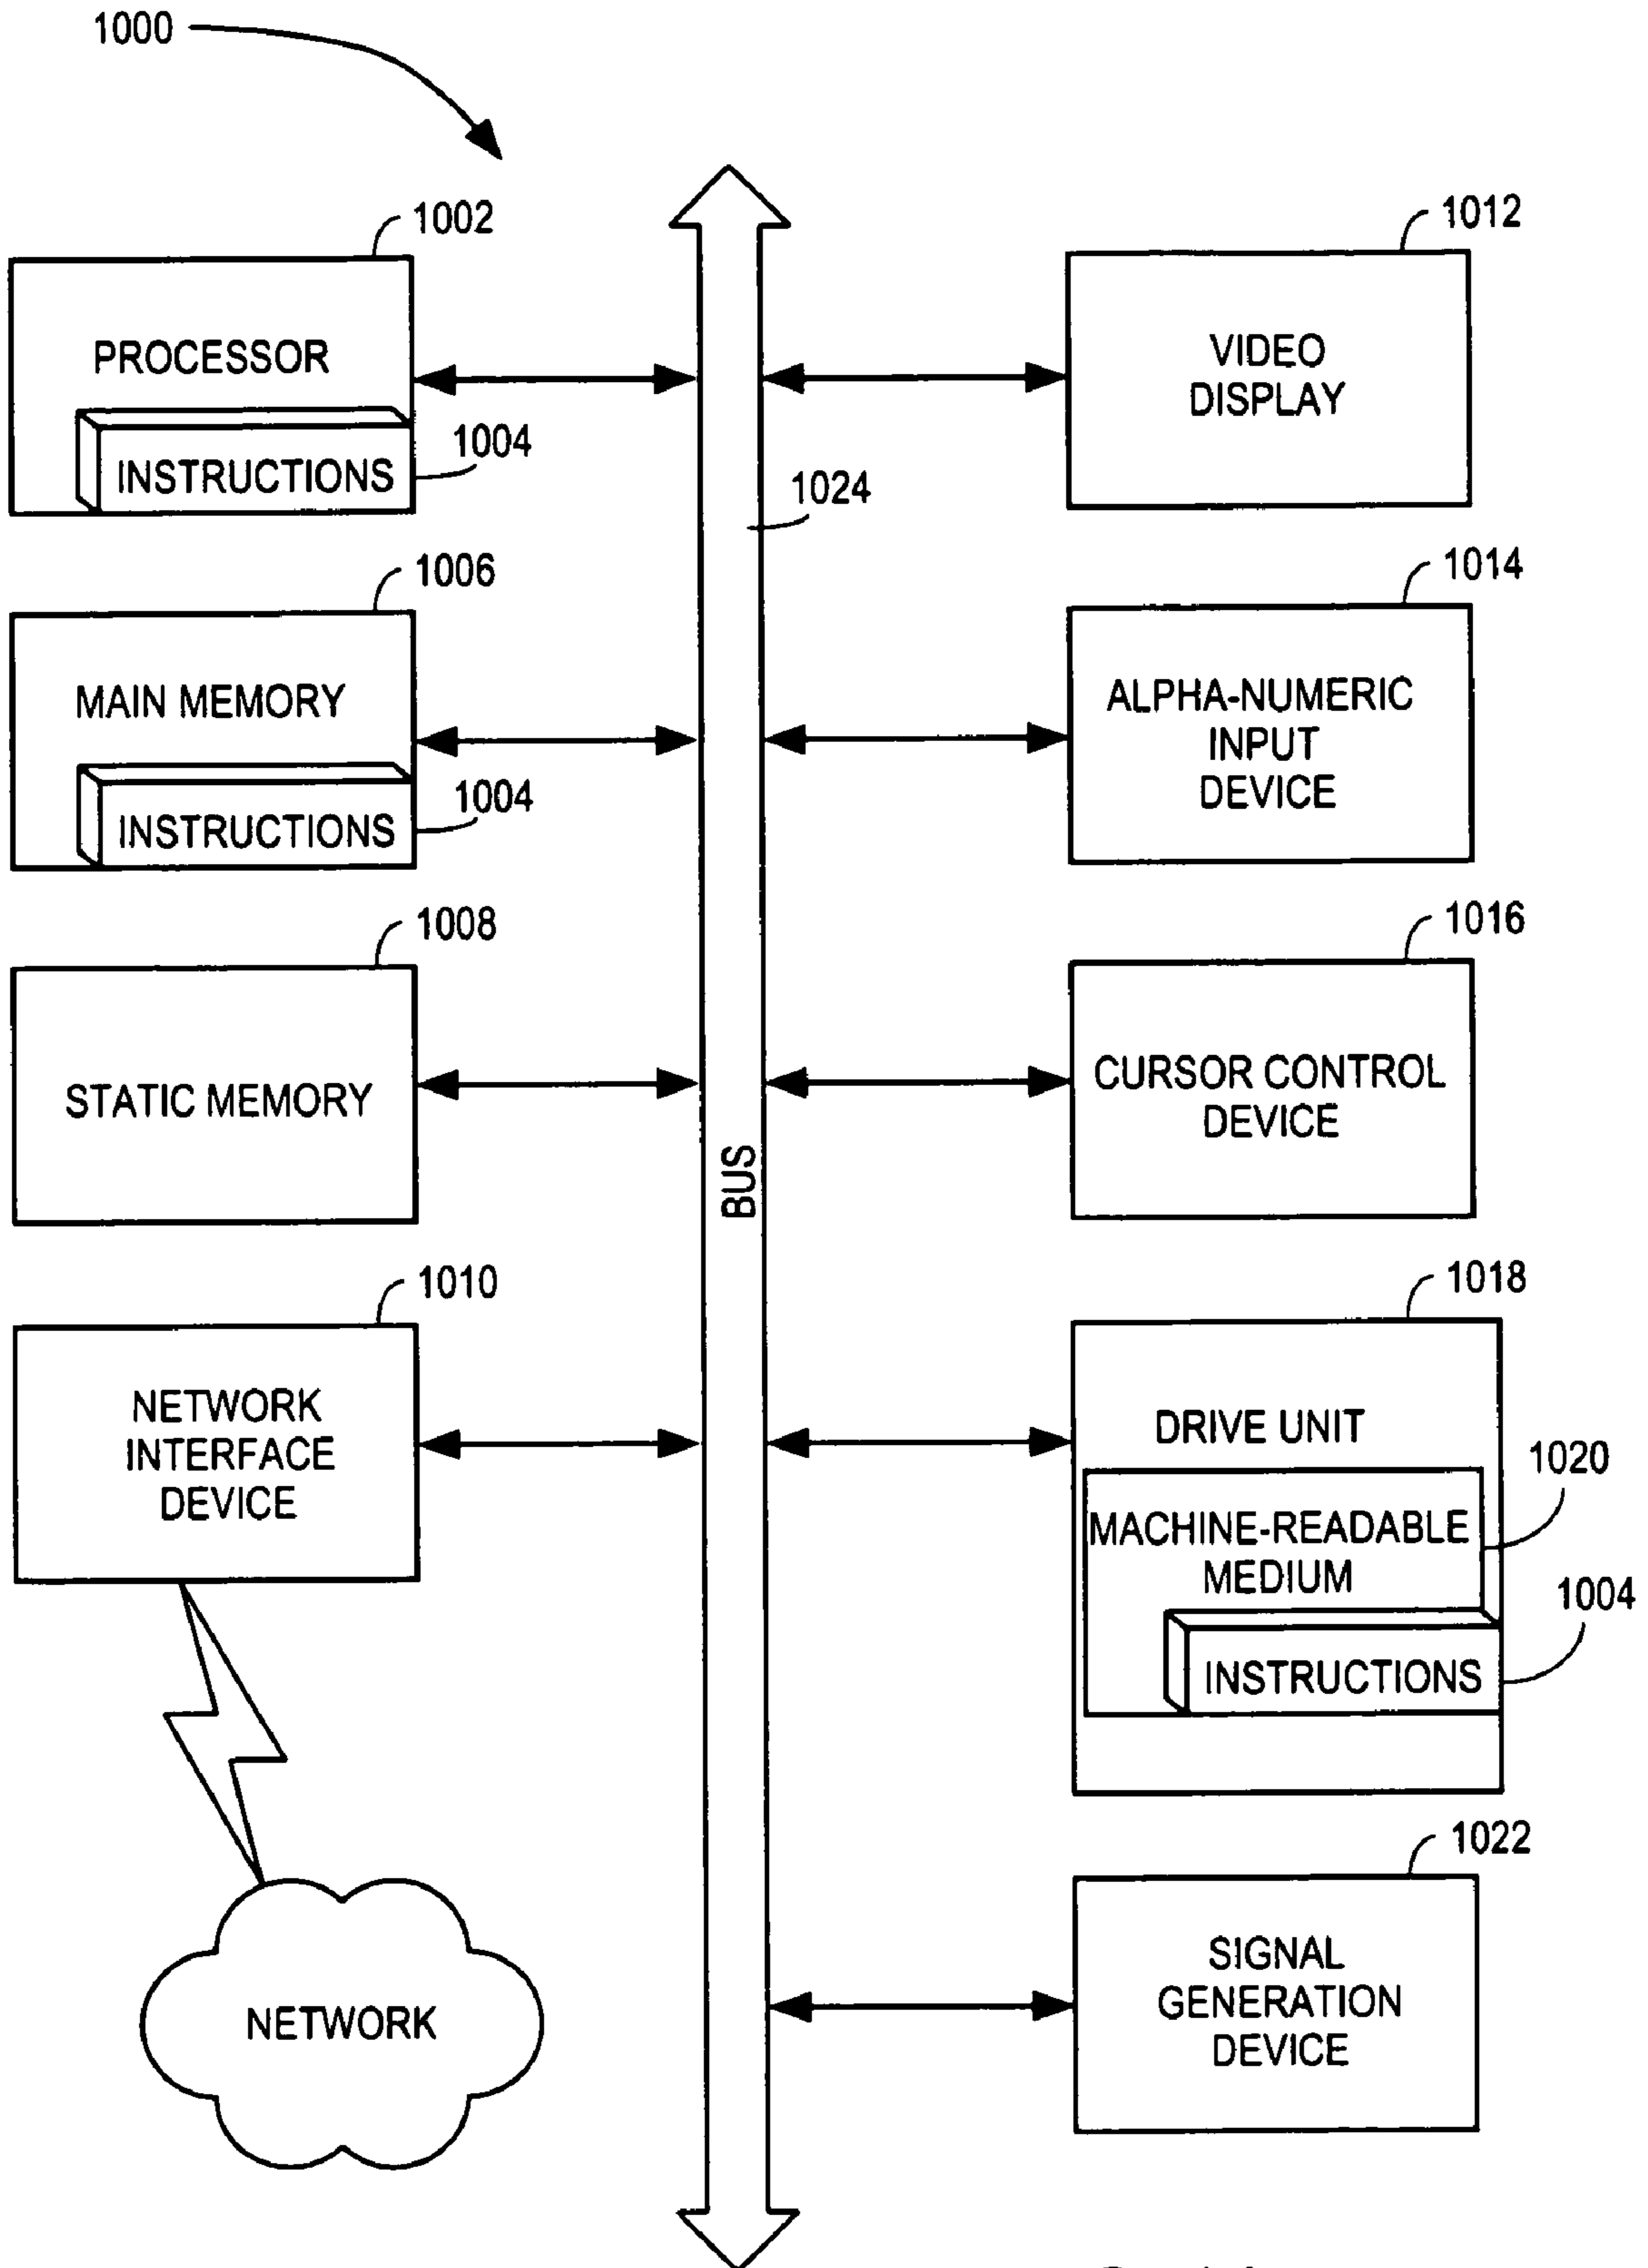 1000
1002
PROCESSOR
1004
INSTRUCTIONS
1006
MAIN MEMORY
1004
INSTRUCTIONS
1008
STATIC MEMORY
1010
NETWORK
INTERFACE
DEVICE
NETWORK
1024
BUS
1012
VIDEO
DISPLAY
1014
ALPHA-NUMERIC
INPUT
DEVICE
1016
CURSOR CONTROL
DEVICE
1018
DRIVE UNIT
1020
MACHINE-READABLE
MEDIUM
1004
INSTRUCTIONS
1022
SIGNAL
GENERATION
DEVICE